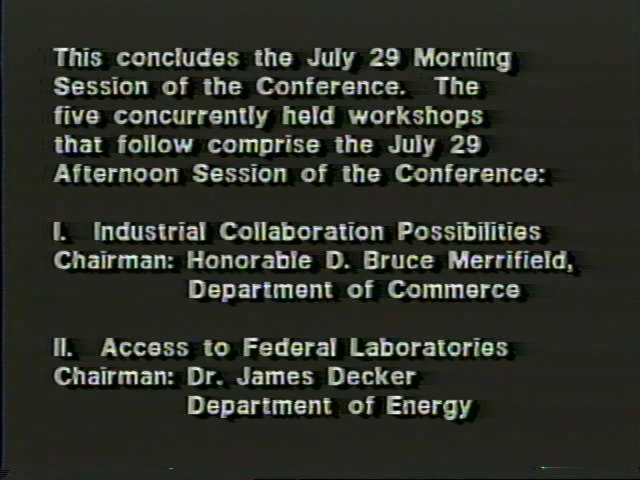 This concludes the July 29 Morning
Session of the Conference. The
five concurrently held workshops
that follow comprise the July 29
Afternoon Session of the Conference:
I. Industrial Collaboration Possibilities
Chairman: Honorable D. Bruce Merrifield,
Department of Commerce
II. Access to Federal Laboratories
Chairman: Dr. James Decker
Department of Energy